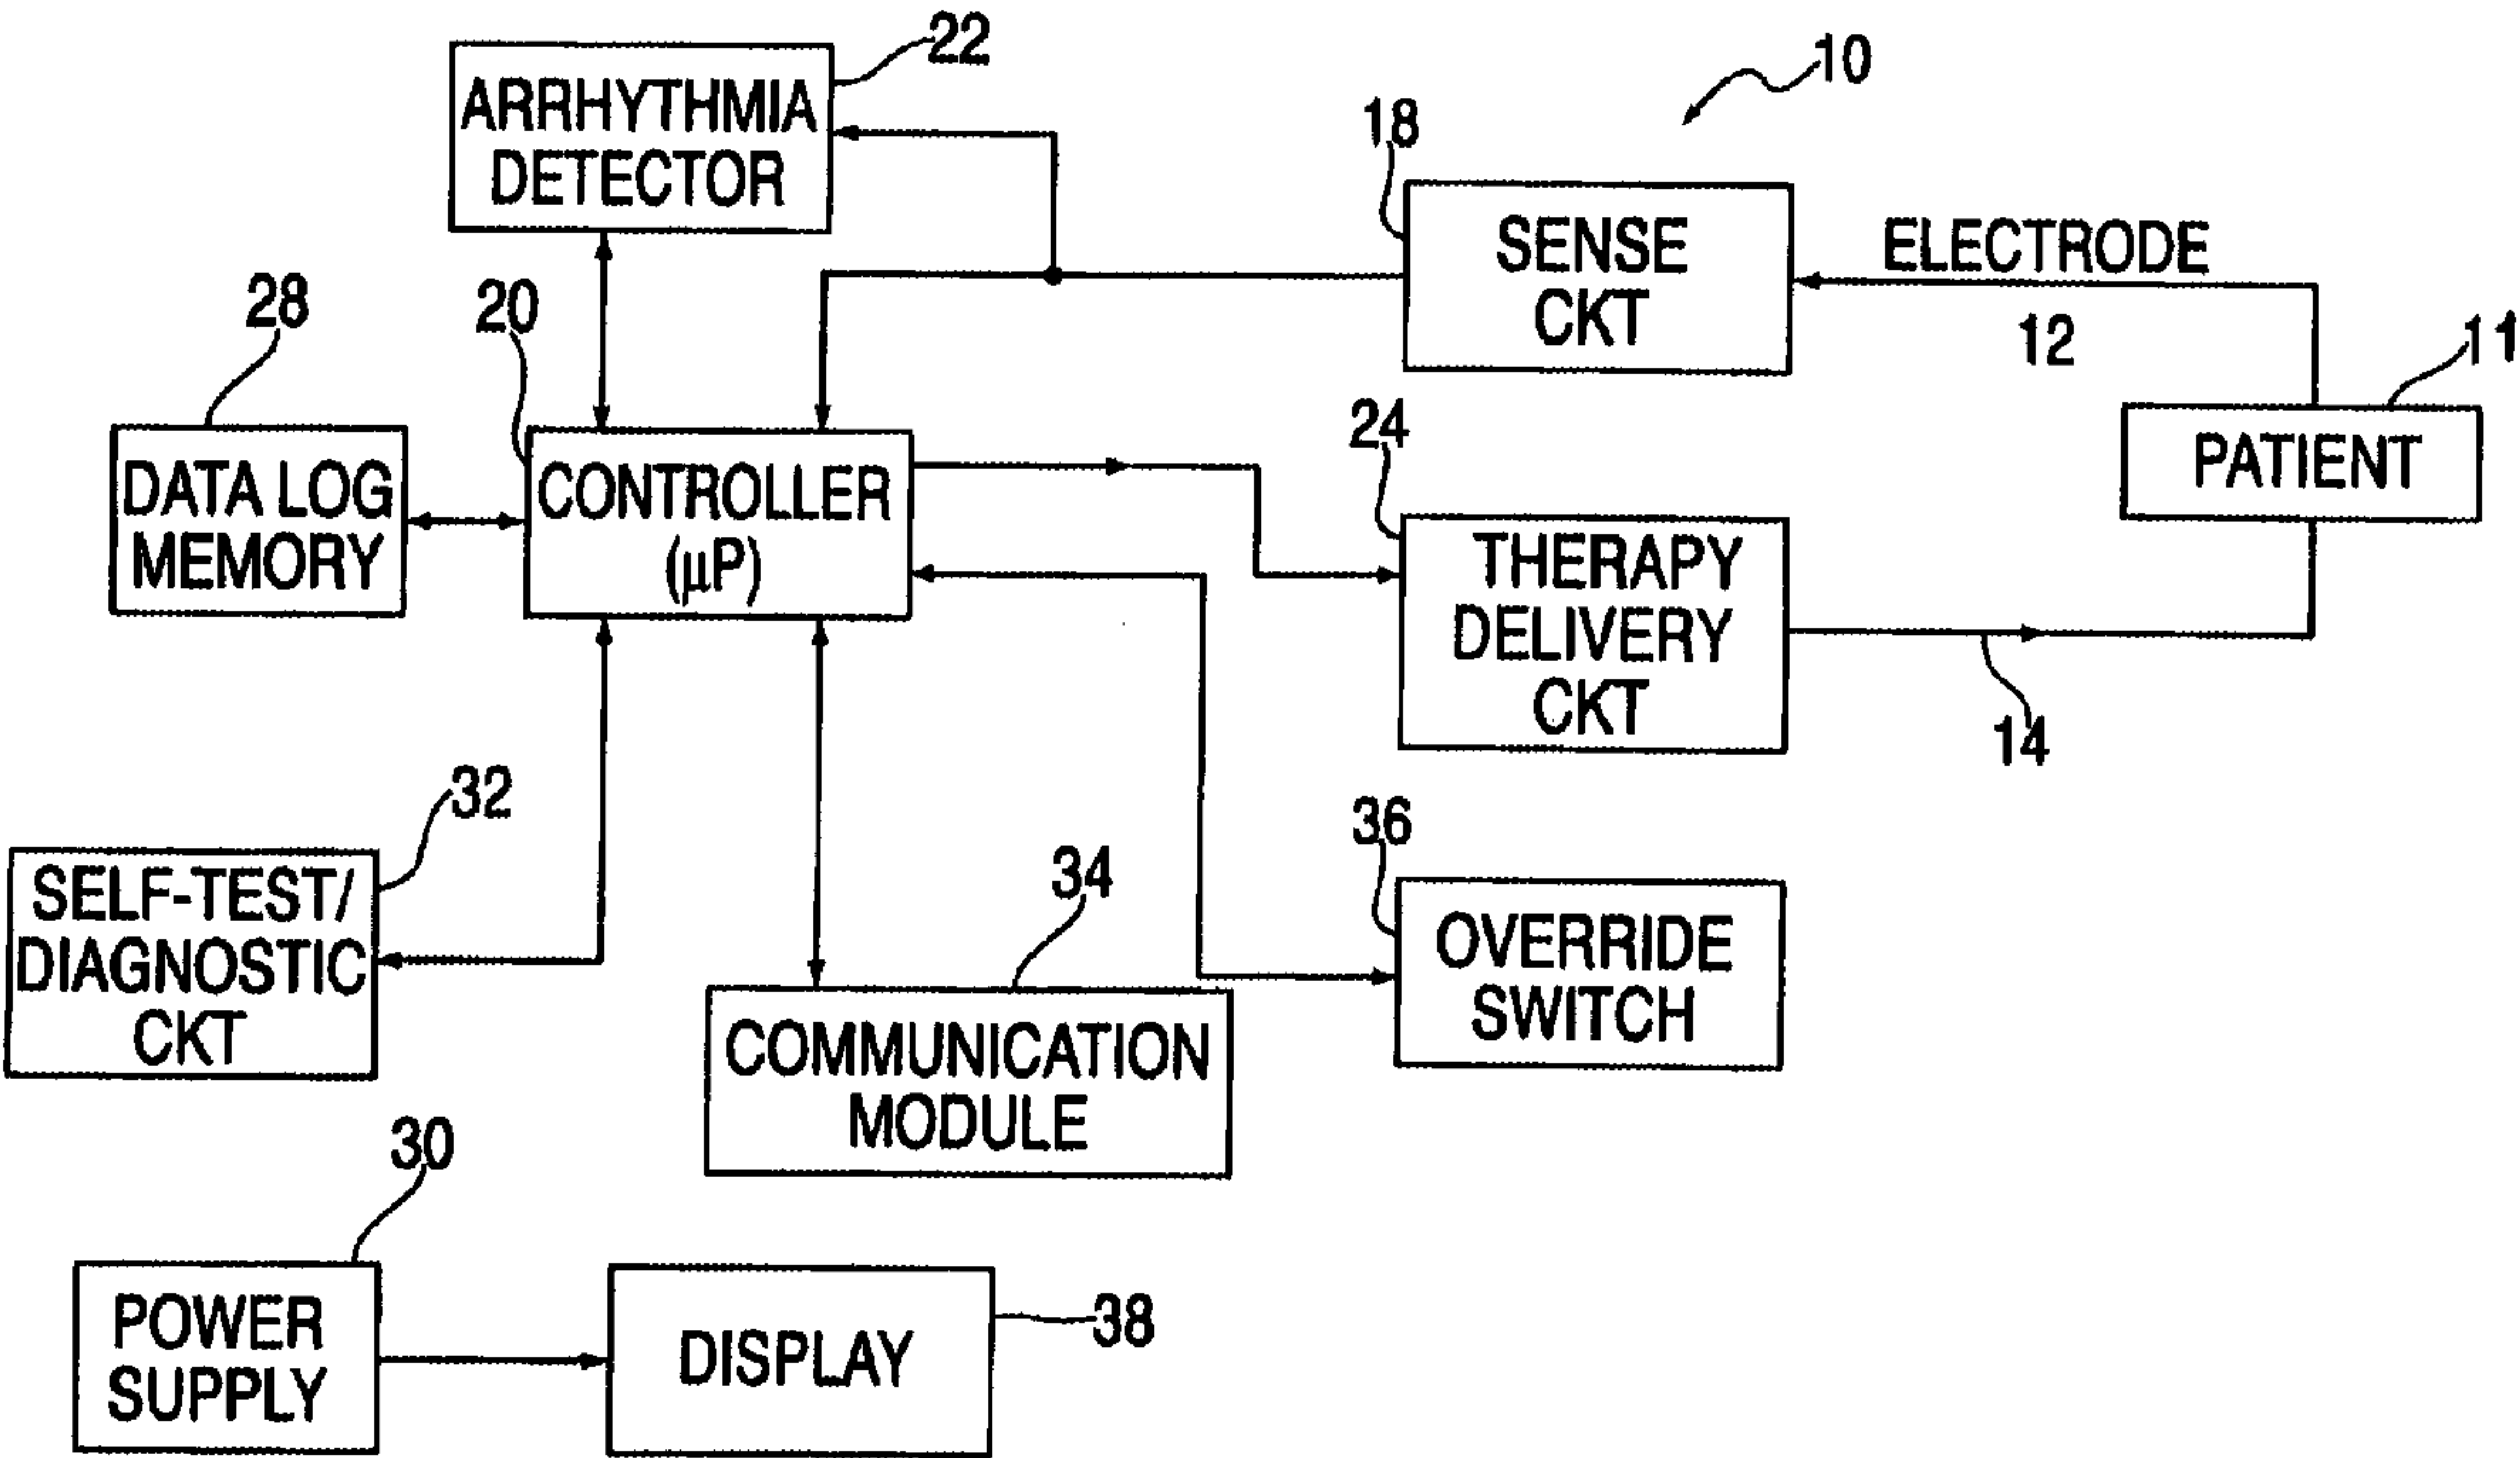 22
ARRHYTHMIA
DETECTOR
10
18
SENSE
CKT
ELECTRODE
12
11
PATIENT
28
DATA LOG
MEMORY
20
CONTROLLER
(µP)
24
THERAPY
DELIVERY
CKT
14
32
SELF-TEST/
DIAGNOSTIC
CKT
34
COMMUNICATION
MODULE
36
OVERRIDE
SWITCH
30
POWER
SUPPLY
DISPLAY
38